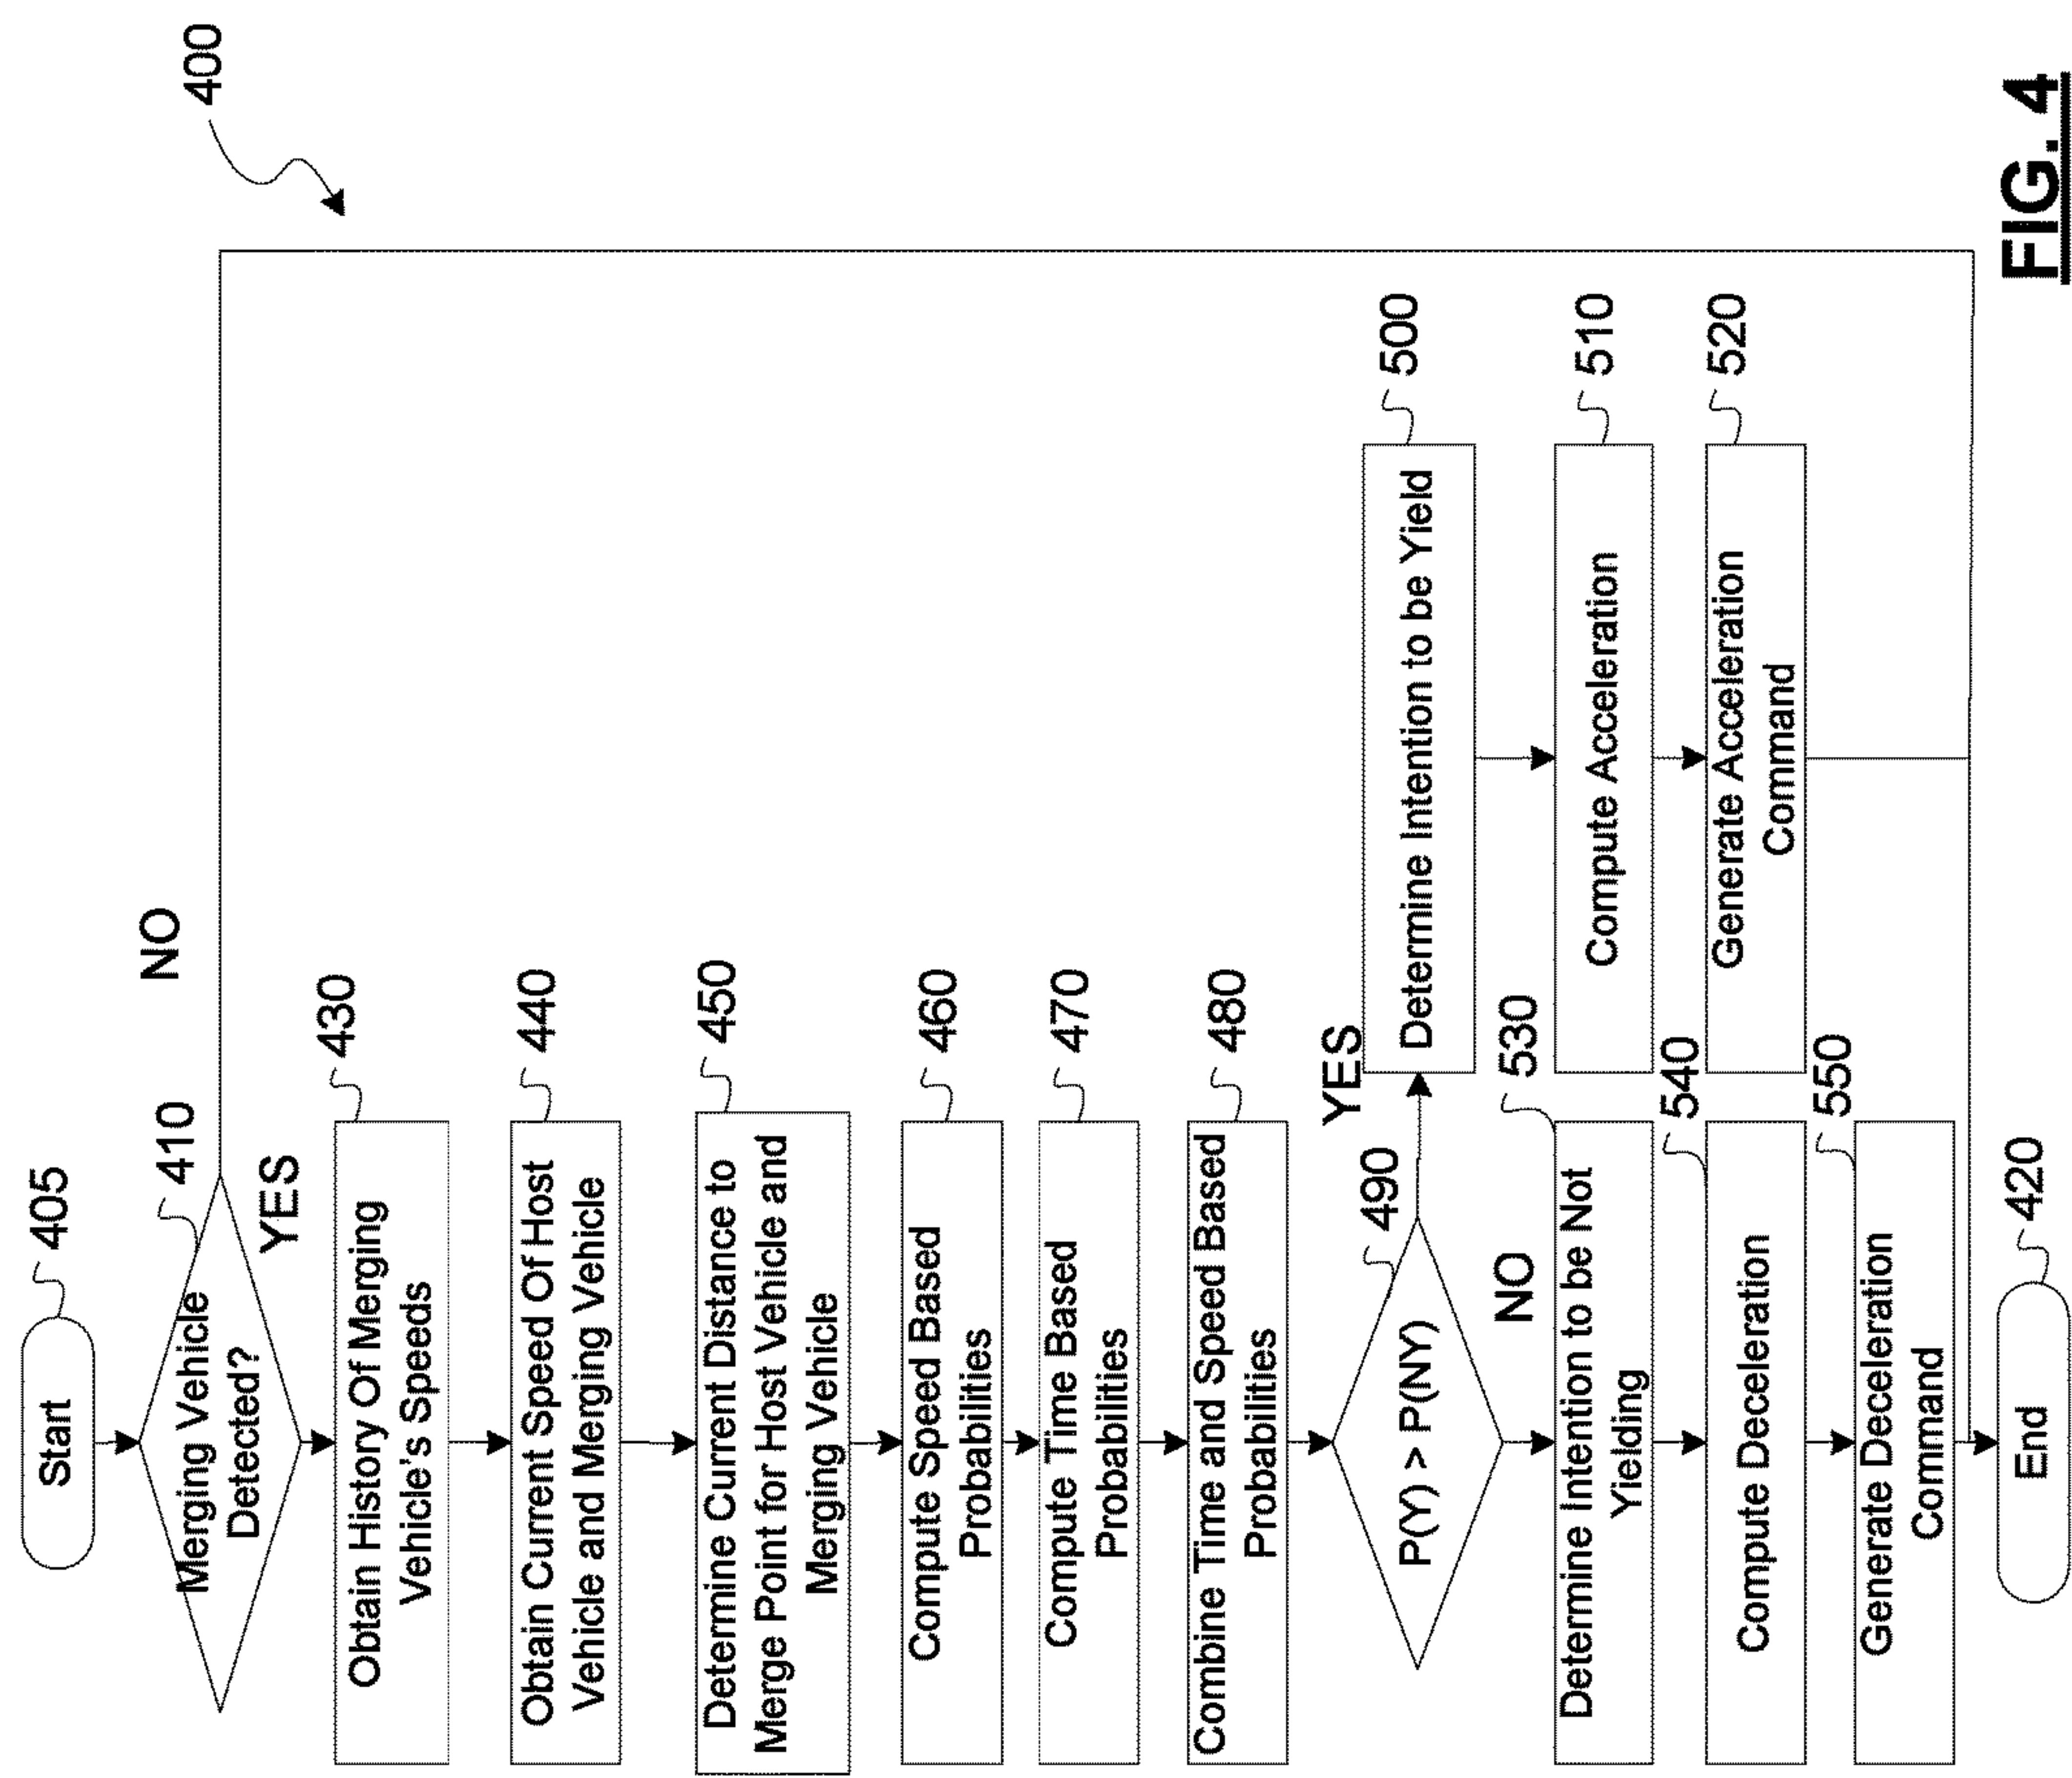 400
Start
405
Merging Vehicle
Detected?
410
NO
YES
Obtain History Of Merging
Vehicle's Speeds
430
Obtain Current Speed Of Host
Vehicle and Merging Vehicle
440
Determine Current Distance to
Merge Point for Host Vehicle and
Merging Vehicle
450
Compute Speed Based
Probabilities
460
Compute Time Based
Probabilities
470
Combine Time and Speed Based
Probabilities
480
P(Y) > P(NY)
490
YES
NO
Determine Intention to be Yield
500
Compute Acceleration
510
Generate Acceleration
Command
520
Determine Intention to be Not
Yielding
530
Compute Deceleration
540
Generate Deceleration
Command
550
End
420
FIG. 4